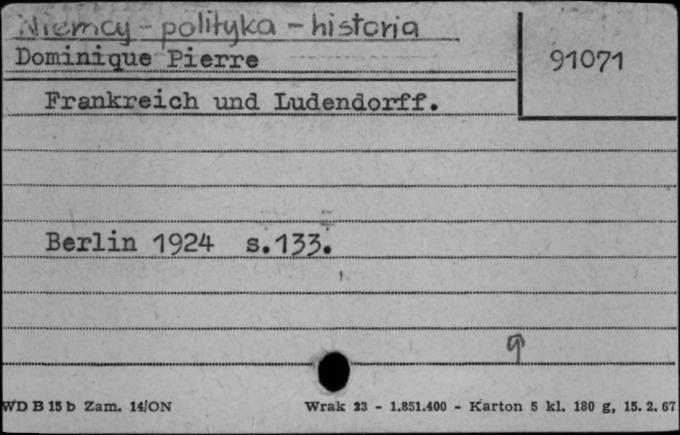 Niemcy - polityka - historia
Dominique Pierre
91071
Frankreich und Ludendorff.
Berlin 1924 s.133.
WD B 15 b Zam. 14/ON
Wrak 23 - 1.851.400 - Karton 5 kl. 180 g, 15. 2. 67